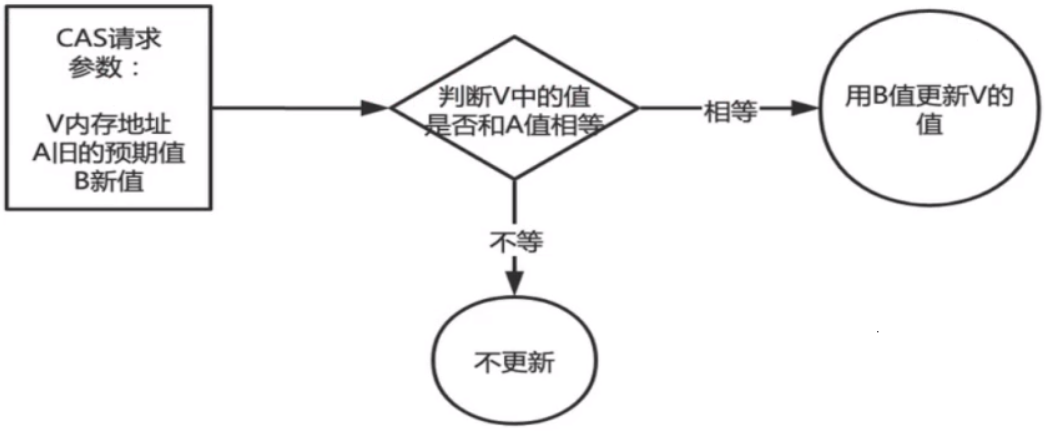 CAS请求
参数：
V内存地址
A旧的预期值
B新值
判断V中的值
是否和A值相等
相等
用B值更新V的
值
不等
不更新